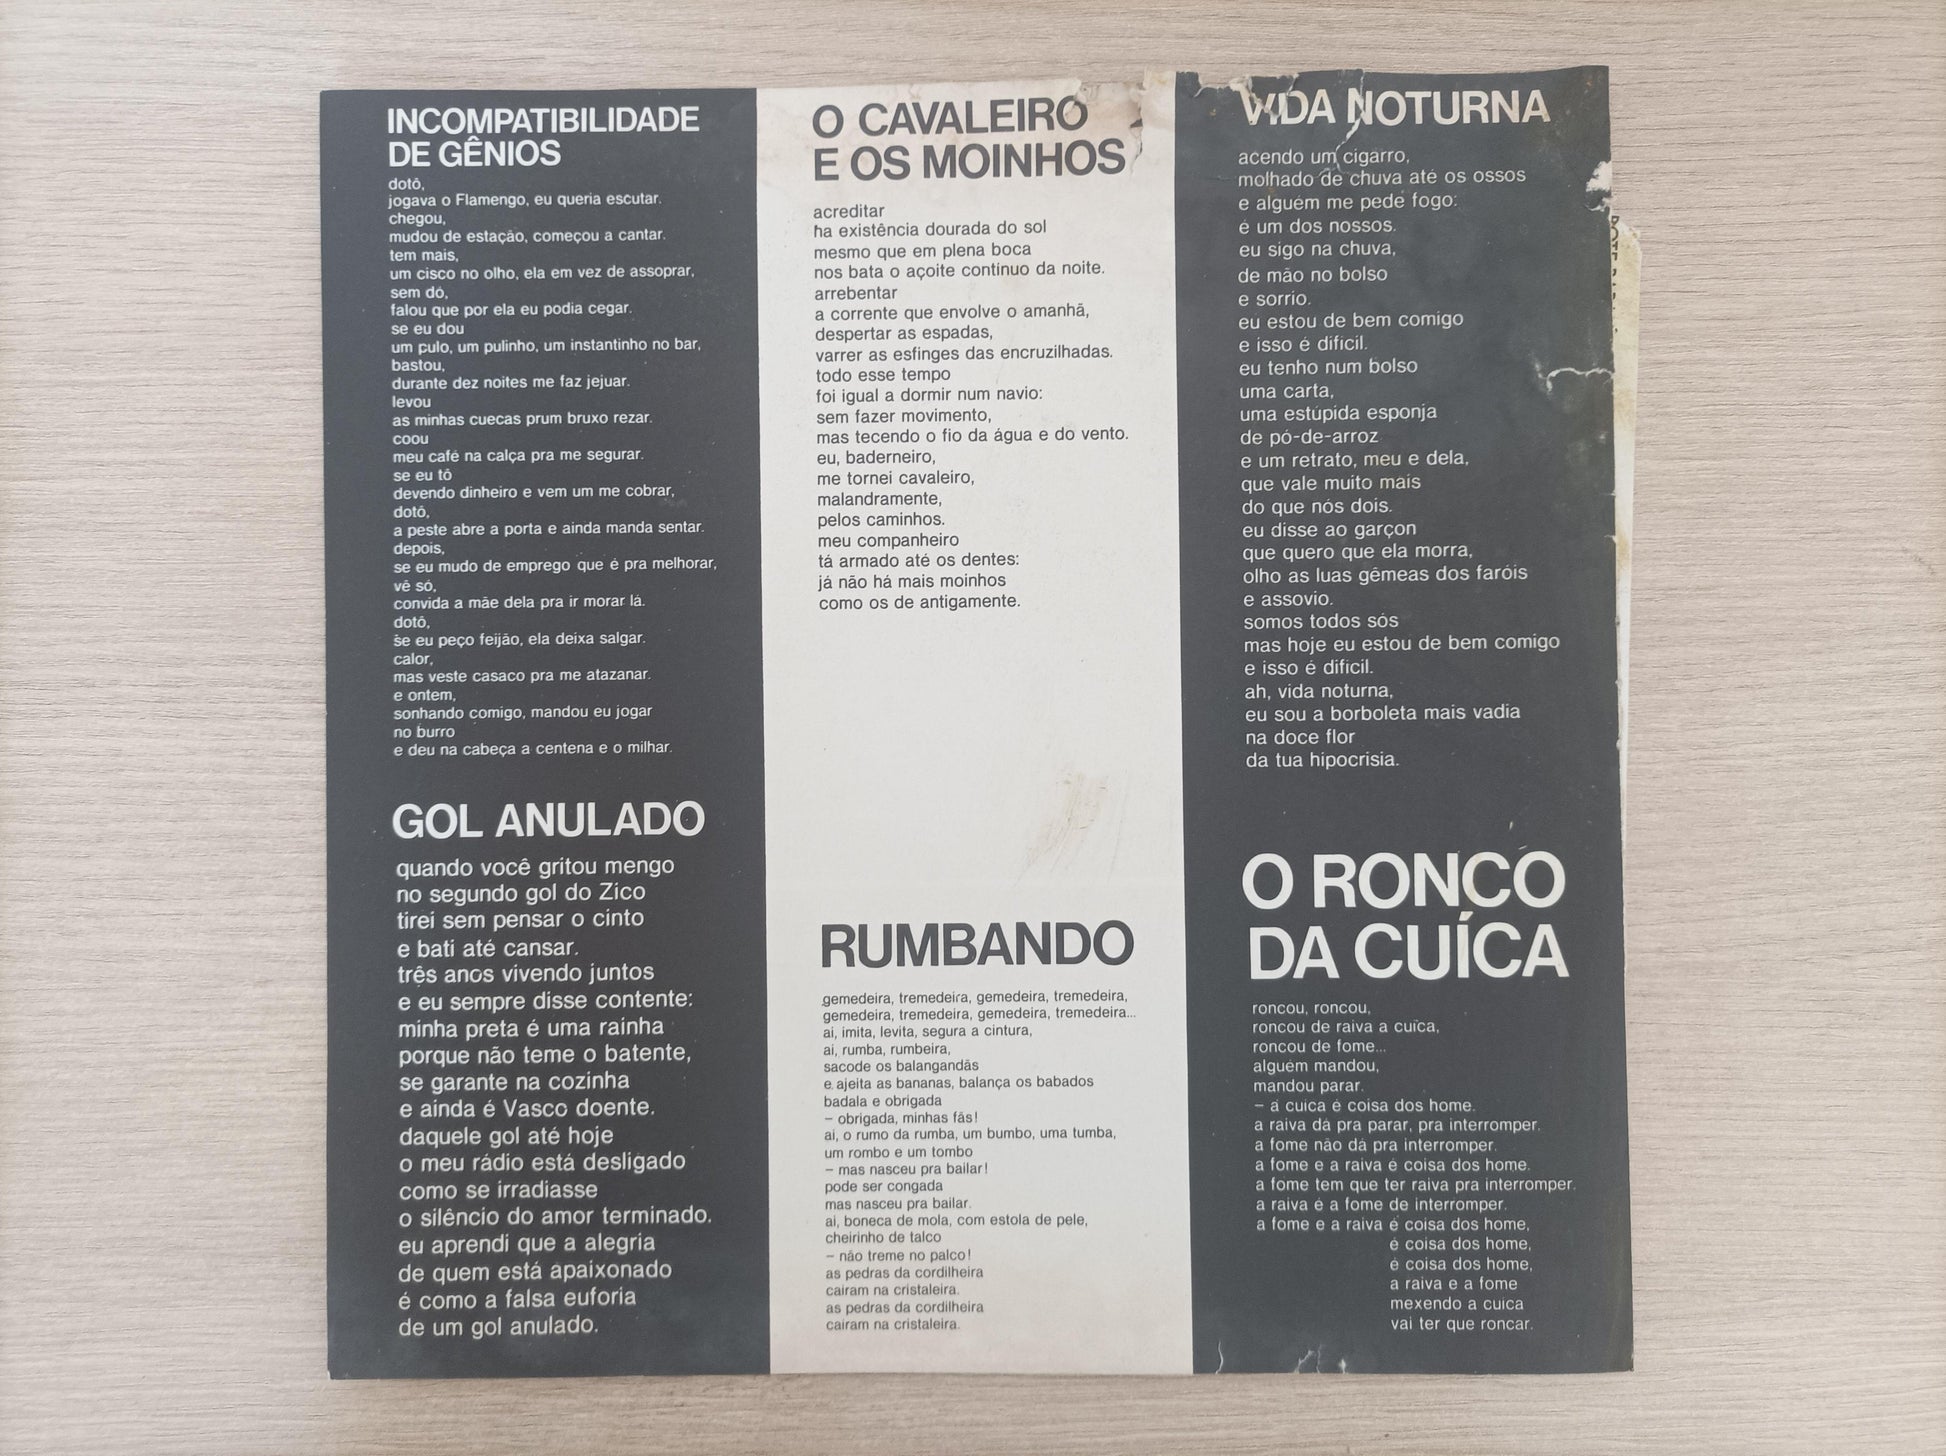 INCOMPATIBILIDADE
DE GÊNIOS
dotô,
jogava o Flamengo, eu queria escutar.
chegou,
mudou de estação, começou a cantar.
tem mais,
um cisco no olho, ela em vez de assoprar,
sem dó,
falou que por ela eu podia cegar.
se eu dou
um pulo, um pulinho, um instantinho no bar,
bastou,
durante dez noites me faz jejuar.
levou
as minhas cuecas prum bruxo rezar.
coou
meu café na calça pra me segurar.
se eu tô
devendo dinheiro e vem um me cobrar,
dotô,
a peste abre a porta e ainda manda sentar.
depois,
se eu mudo de emprego que é pra melhorar,
vê só,
convida a mãe dela pra ir morar lá.
dotô,
se eu peço feijão, ela deixa salgar.
calor,
mas veste casaco pra me atazanar.
e ontem,
sonhando comigo, mandou eu jogar
no burro
e deu na cabeça a centena e o milhar.
GOL ANULADO
quando você gritou mengo
no segundo gol do Zico
tirei sem pensar o cinto
e bati até cansar.
três anos vivendo juntos
e eu sempre disse contente:
minha preta é uma rainha
porque não teme o batente,
se garante na cozinha
e ainda é Vasco doente.
daquele gol até hoje
o meu rádio está desligado
como se irradiasse
o silêncio do amor terminado.
eu aprendi que a alegria
de quem está apaixonado
é como a falsa euforia
de um gol anulado.
O CAVALEIRO
E OS MOINHOS
acreditar
na existência dourada do sol
mesmo que em plena boca
nos bata o açoite contínuo da noite.
arrebentar
a corrente que envolve o amanhã,
despertar as espadas,
varrer as esfinges das encruzilhadas.
todo esse tempo
foi igual a dormir num navio:
sem fazer movimento,
mas tecendo o fio da água e do vento.
eu, baderneiro,
me tornei cavaleiro,
malandramente,
pelos caminhos.
meu companheiro
tá armado até os dentes:
já não há mais moinhos
como os de antigamente.
RUMBANDO
gemedeira, tremedeira, gemedeira, tremedeira,
gemedeira, tremedeira, gemedeira, tremedeira...
ai, imita, levita, segura a cintura,
ai, rumba, rumbeira,
sacode os balangandãs
e ajeita as bananas, balança os babados
badala e obrigada
– obrigada, minhas fãs!
ai, o rumo da rumba, um bumbo, uma tumba,
um rombo e um tombo
– mas nasceu pra bailar!
pode ser congada
mas nasceu pra bailar.
ai, boneca de mola, com estola de pele,
cheirinho de talco
– não treme no palco!
as pedras da cordilheira
cairam na cristaleira.
as pedras da cordilheira
cairam na cristaleira.
VIDA NOTURNA
acendo um cigarro,
molhado de chuva até os ossos
e alguém me pede fogo:
é um dos nossos.
eu sigo na chuva,
de mão no bolso
e sorrio.
eu estou de bem comigo
e isso é difícil.
eu tenho num bolso
uma carta,
uma estúpida esponja
de pó-de-arroz
e um retrato, meu e dela,
que vale muito mais
do que nós dois.
eu disse ao garçon
que quero que ela morra,
olho as luas gêmeas dos faróis
e assovio.
somos todos sós
mas hoje eu estou de bem comigo
e isso é difícil.
ah, vida noturna,
eu sou a borboleta mais vadia
na doce flor
da tua hipocrisia.
O RONCO
DA CUÍCA
roncou, roncou,
roncou de raiva a cuíca,
roncou de fome...
alguém mandou,
mandou parar.
– a cuíca é coisa dos home.
a raiva dá pra parar, pra interromper.
a fome não dá pra interromper.
a fome e a raiva é coisa dos home.
a fome tem que ter raiva pra interromper.
a raiva é a fome de interromper.
a fome e a raiva é coisa dos home,
é coisa dos home,
é coisa dos home,
a raiva e a fome
mexendo a cuíca
vai ter que roncar.